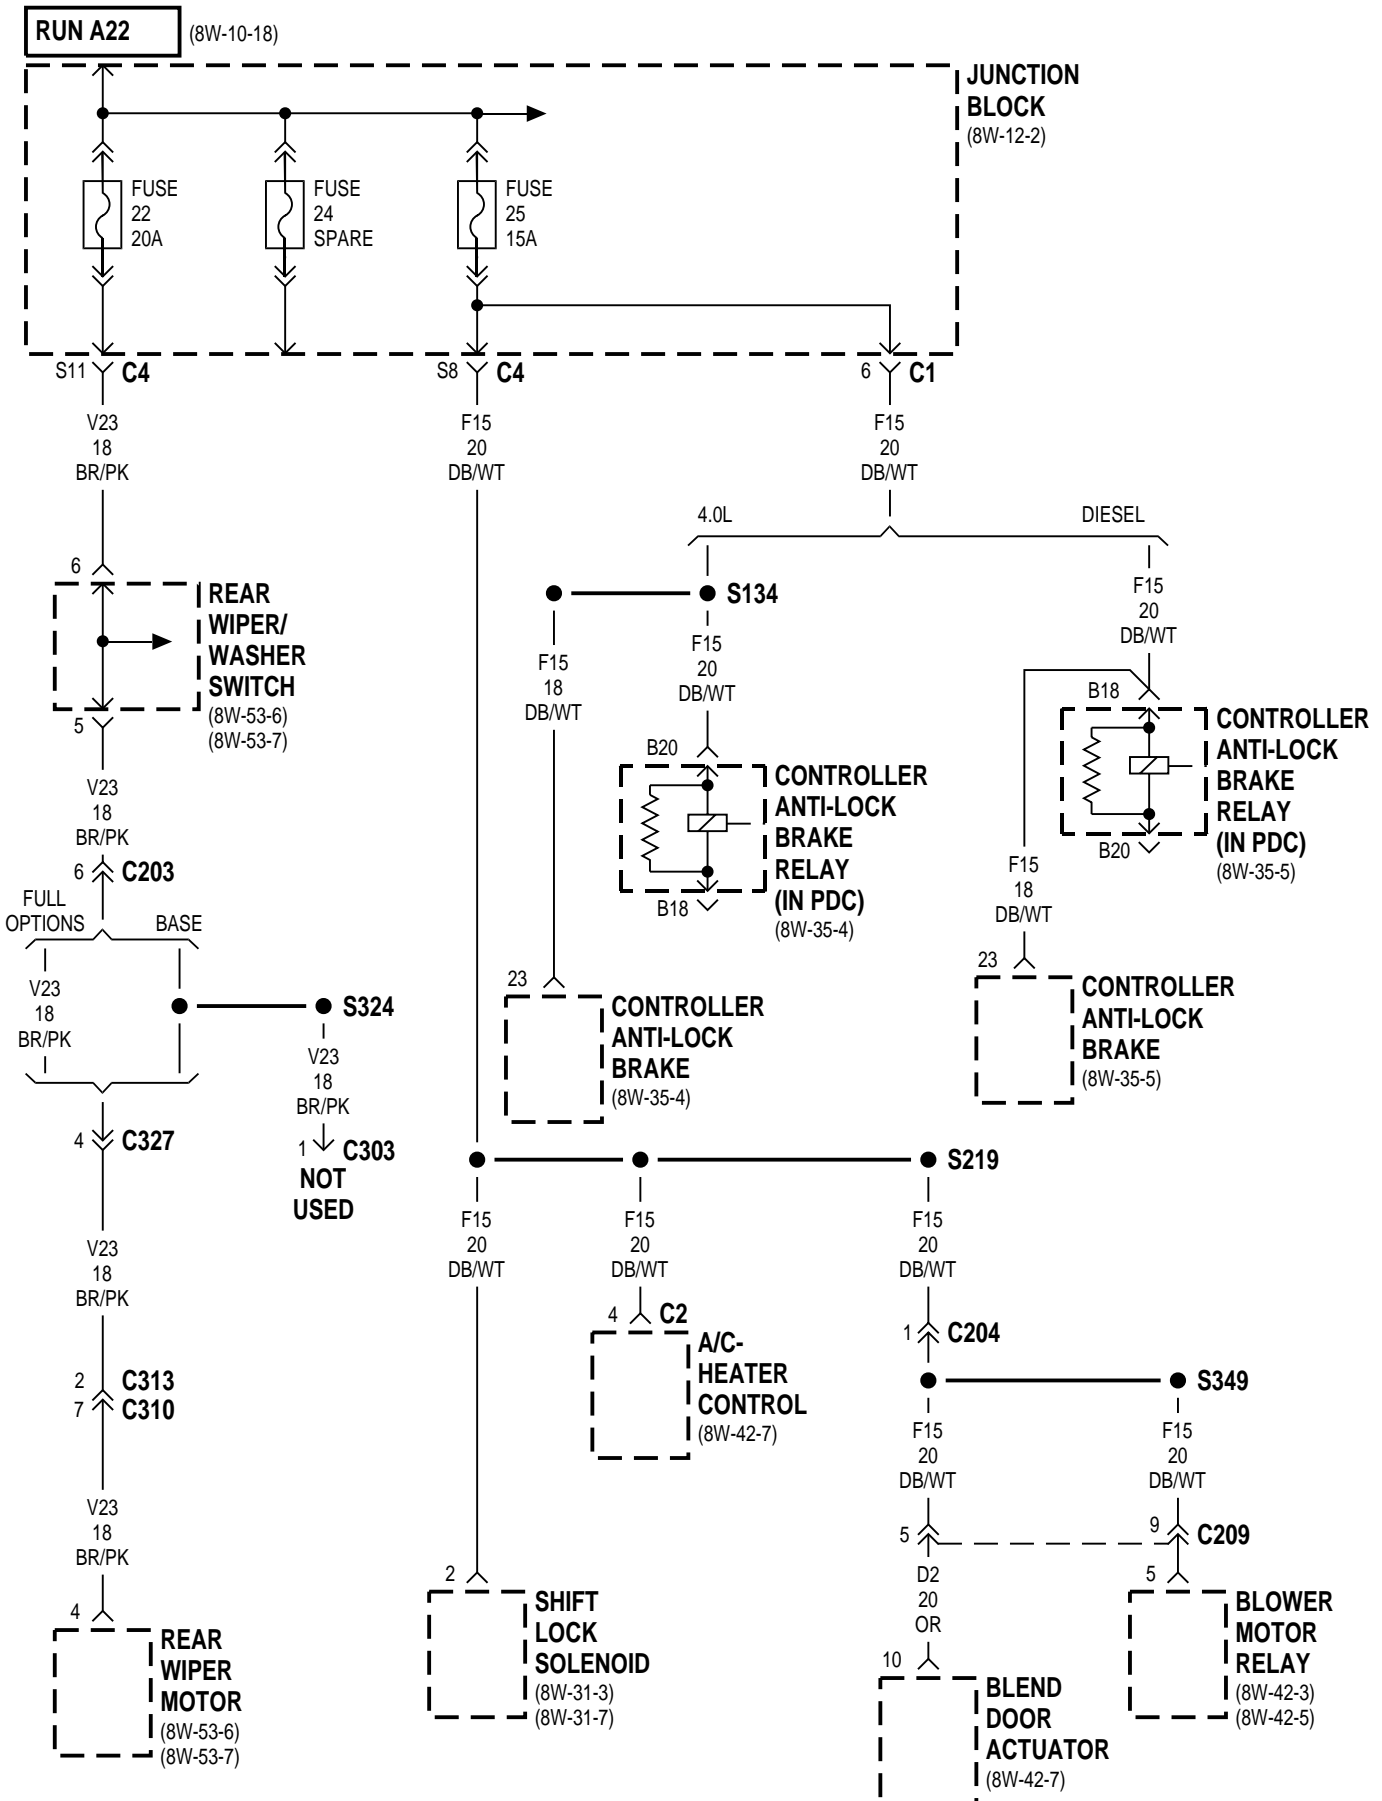 RUN A22
(8W-10-18)
JUNCTION
BLOCK
(8W-12-2)
FUSE
22
20A
FUSE
24
SPARE
FUSE
25
15A
S11
C4
S8
C4
6
C1
V23
18
BR/PK
F15
20
DB/WT
F15
20
DB/WT
4.0L
DIESEL
6
REAR
WIPER/
WASHER
SWITCH
(8W-53-6)
(8W-53-7)
5
S134
F15
18
DB/WT
F15
20
DB/WT
F15
20
DB/WT
B18
CONTROLLER
ANTI-LOCK
BRAKE
RELAY
(IN PDC)
(8W-35-5)
B20
B20
CONTROLLER
ANTI-LOCK
BRAKE
RELAY
(IN PDC)
(8W-35-4)
B18
V23
18
BR/PK
6
C203
FULL
OPTIONS
BASE
V23
18
BR/PK
S324
V23
18
BR/PK
1
C303
NOT
USED
F15
18
DB/WT
23
CONTROLLER
ANTI-LOCK
BRAKE
(8W-35-4)
23
CONTROLLER
ANTI-LOCK
BRAKE
(8W-35-5)
4
C327
S219
V23
18
BR/PK
F15
20
DB/WT
F15
20
DB/WT
F15
20
DB/WT
4
C2
A/C-
HEATER
CONTROL
(8W-42-7)
1
C204
S349
2
C313
7
C310
F15
20
DB/WT
F15
20
DB/WT
V23
18
BR/PK
5
9
C209
D2
20
OR
4
REAR
WIPER
MOTOR
(8W-53-6)
(8W-53-7)
2
SHIFT
LOCK
SOLENOID
(8W-31-3)
(8W-31-7)
10
BLEND
DOOR
ACTUATOR
(8W-42-7)
5
BLOWER
MOTOR
RELAY
(8W-42-3)
(8W-42-5)